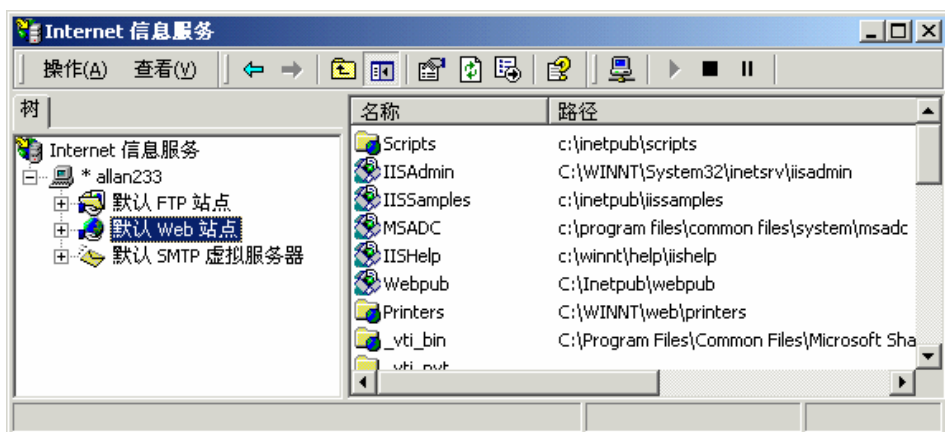 Internet 信息服务
操作(A) 查看(V)
树
Internet 信息服务
* allan233
默认 FTP 站点
默认 Web 站点
默认 SMTP 虚拟服务器
名称 路径
Scripts c:\inetpub\scripts
IISAdmin C:\WINNT\System32\inetsrv\iisadmin
IISSamples c:\inetpub\iissamples
MSADC c:\program files\common files\system\msadc
IISHelp c:\winnt\help\iishelp
Webpub C:\Inetpub\webpub
Printers C:\WINNT\web\printers
_vti_bin C:\Program Files\Common Files\Microsoft Sha